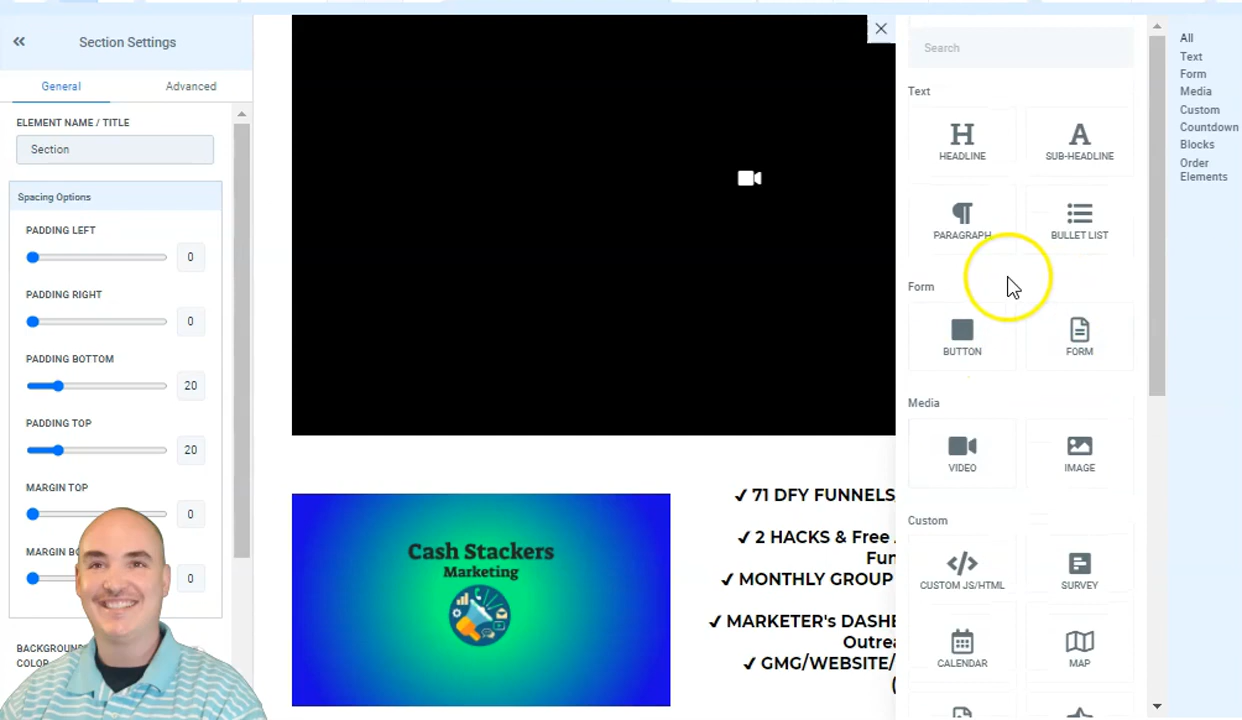 Section Settings
General
Advanced
ELEMENT NAME / TITLE
Section
Spacing Options
PADDING LEFT
0
PADDING RIGHT
0
PADDING BOTTOM
20
PADDING TOP
20
MARGIN TOP
0
MARGIN BO
0
BACKGROUN
COLOR
Cash Stackers
Marketing
✓ 71 DFY FUNNELS
✓ 2 HACKS & Free
Fun
✓ MONTHLY GROUP
✓ MARKETER's DASHE
Outrea
✓ GMG/WEBSITE/
(
Search
Text
HEADLINE
SUB-HEADLINE
PARAGRAPH
BULLET LIST
Form
BUTTON
FORM
Media
VIDEO
IMAGE
Custom
CUSTOM JS/HTML
SURVEY
CALENDAR
MAP
All
Text
Form
Media
Custom
Countdown
Blocks
Order
Elements